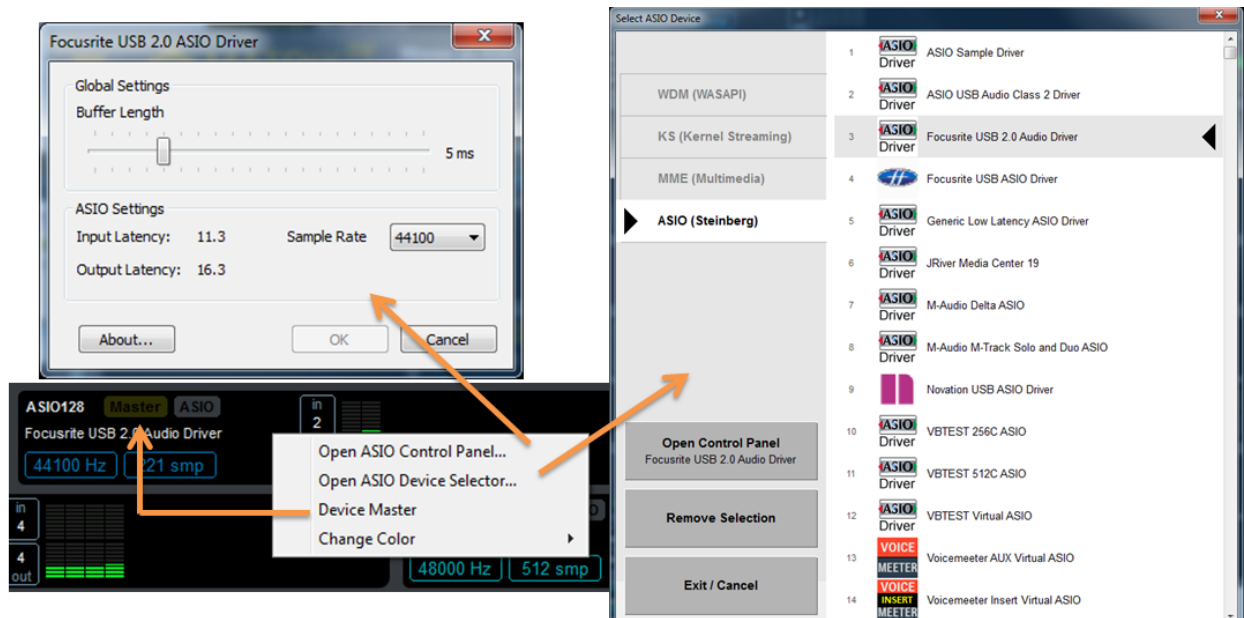 Focusrite USB 2.0 ASIO Driver
Global Settings
Buffer Length
5 ms
ASIO Settings
Input Latency: 11.3 Sample Rate 44100
Output Latency: 16.3
About... OK Cancel
ASIO128 Master ASIO
Focusrite USB 2.0 Audio Driver
44100 Hz 221 smp
in
2
Open ASIO Control Panel...
Open ASIO Device Selector...
Device Master
Change Color
in
4
4
out
48000 Hz 512 smp
Select ASIO Device
WDM (WASAPI)
KS (Kernel Streaming)
MME (Multimedia)
ASIO (Steinberg)
Open Control Panel
Focusrite USB 2.0 Audio Driver
Remove Selection
Exit / Cancel
1 ASIO Driver ASIO Sample Driver
2 ASIO Driver ASIO USB Audio Class 2 Driver
3 ASIO Driver Focusrite USB 2.0 Audio Driver
4 Focusrite USB ASIO Driver
5 ASIO Driver Generic Low Latency ASIO Driver
6 ASIO Driver JRiver Media Center 19
7 ASIO Driver M-Audio Delta ASIO
8 ASIO Driver M-Audio M-Track Solo and Duo ASIO
9 Novation USB ASIO Driver
10 ASIO Driver VBTEST 256C ASIO
11 ASIO Driver VBTEST 512C ASIO
12 ASIO Driver VBTEST Virtual ASIO
13 VOICE MEETER Voicemeeter AUX Virtual ASIO
14 VOICE INSERT MEETER Voicemeeter Insert Virtual ASIO